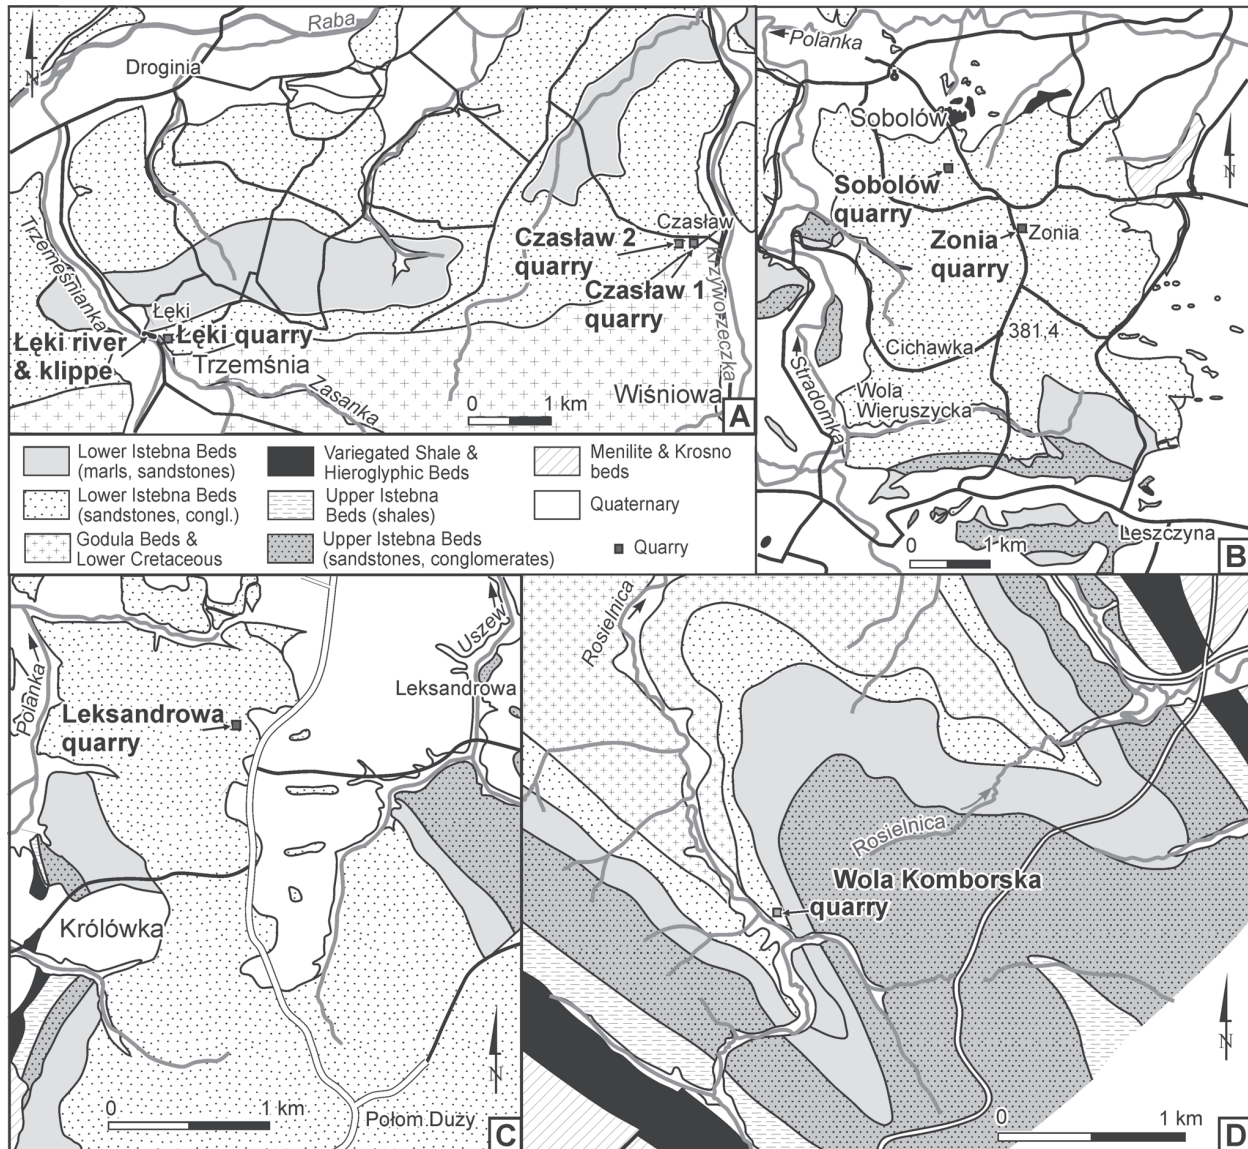 Raba
N
Droginia
Trzemeśnianka
Czasław
Czasław 2
quarry
Czasław 1
quarry
Krzyworzeczka
Łęki
Łęki river
& klippe
Łęki quarry
Trzemśnia
Zasanka
Wiśniowa
0 1 km
A
Polanka
Sobolów
N
Sobolów
quarry
Zonia
quarry
Zonia
381,4
Cichawka
Stradomka
Wola
Wieruszycka
Leszczyna
0 1 km
B
Lower Istebna Beds
(marls, sandstones)
Lower Istebna Beds
(sandstones, congl.)
Godula Beds &
Lower Cretaceous
Variegated Shale &
Hieroglyphic Beds
Upper Istebna
Beds (shales)
Upper Istebna Beds
(sandstones, conglomerates)
Menilite & Krosno
beds
Quaternary
Quarry
Polanka
Uszew
Leksandrowa
Leksandrowa
quarry
Królówka
N
0 1 km
Połom Duży
C
Rosielnica
Rosielnica
Wola Komborska
quarry
N
0 1 km
D